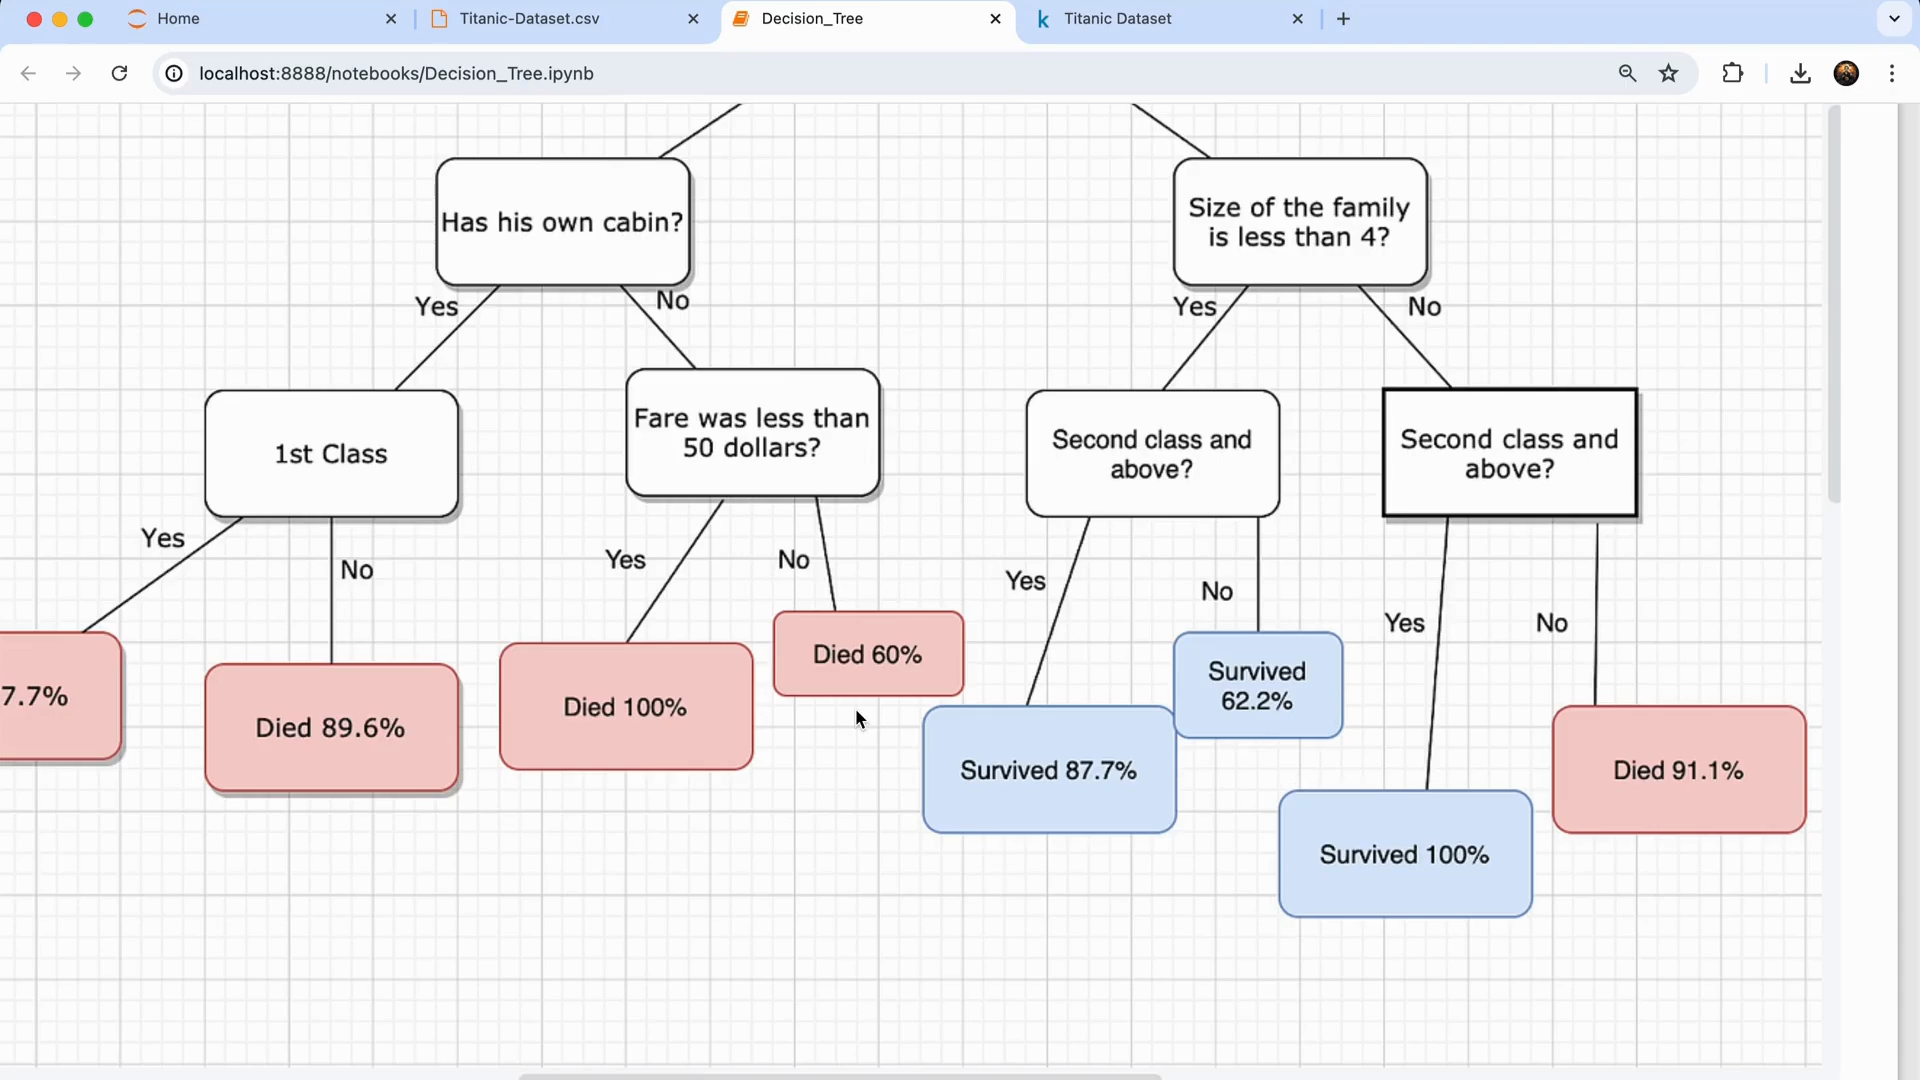 Home
Titanic-Dataset.csv
Decision_Tree
Titanic Dataset
localhost:8888/notebooks/Decision_Tree.ipynb
Has his own cabin?
Size of the family
is less than 4?
Yes
No
Yes
No
1st Class
Fare was less than
50 dollars?
Second class and
above?
Second class and
above?
Yes
No
Yes
No
Yes
No
Yes
No
7.7%
Died 89.6%
Died 100%
Died 60%
Survived 87.7%
Survived
62.2%
Survived 100%
Died 91.1%